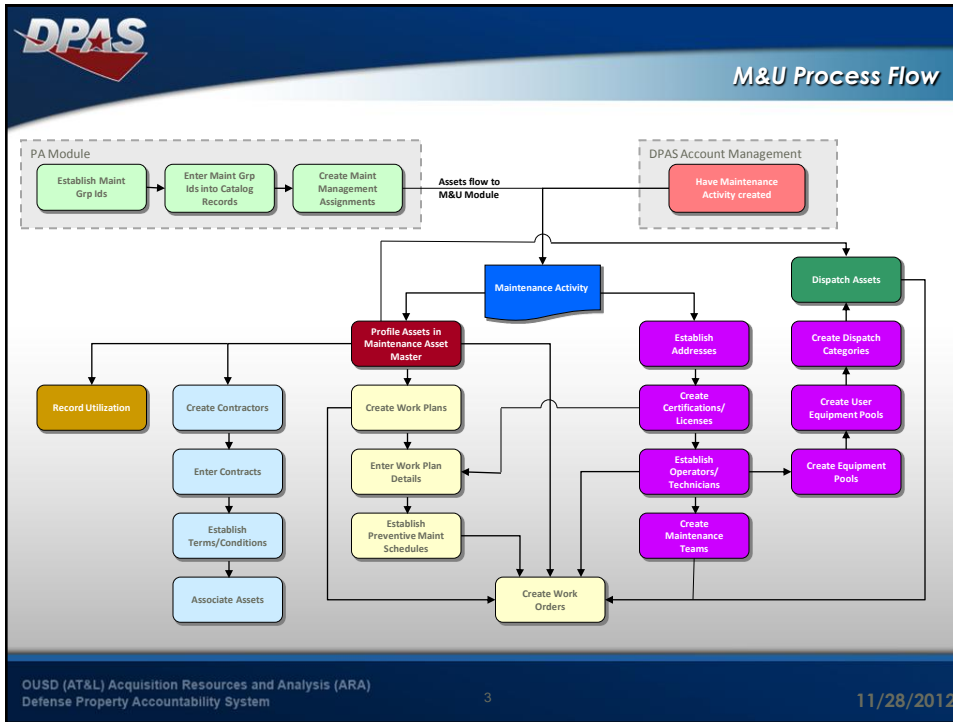 DPAS
M&U Process Flow
PA Module
Establish Maint
Grp Ids
Enter Maint Grp
Ids into Catalog
Records
Create Maint
Management
Assignments
Assets flow to
M&U Module
DPAS Account Management
Have Maintenance
Activity created
Maintenance Activity
Dispatch Assets
Profile Assets in
Maintenance Asset
Master
Establish
Addresses
Create Dispatch
Categories
Record Utilization
Create Contractors
Create Work Plans
Create
Certifications/
Licenses
Create User
Equipment Pools
Enter Contracts
Enter Work Plan
Details
Establish
Operators/
Technicians
Create Equipment
Pools
Establish
Terms/Conditions
Establish
Preventive Maint
Schedules
Create
Maintenance
Teams
Associate Assets
Create Work
Orders
OUSD (AT&L) Acquisition Resources and Analysis (ARA)
Defense Property Accountability System
3
11/28/2012